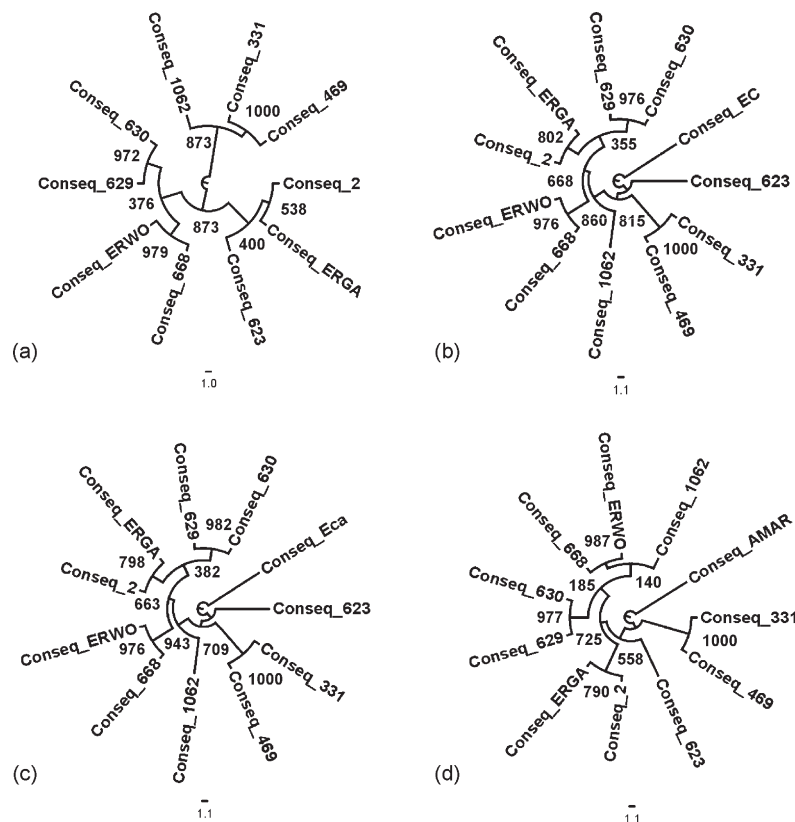 Conseq_1062
Conseq_331
1000
Conseq_469
873
Conseq_630
972
Conseq_629
376
Conseq_2
538
873
400
Conseq_ERWO
979
Conseq_668
Conseq_623
Conseq_ERGA
(a)
1.0
Conseq_ERGA
Conseq_629
976
Conseq_630
Conseq_EC
802
Conseq_2
355
Conseq_623
668
Conseq_ERWO
976
860
815
Conseq_668
1000
Conseq_331
Conseq_1062
Conseq_469
(b)
1.1
Conseq_ERGA
Conseq_629
982
Conseq_630
Conseq_Eca
798
Conseq_2
382
663
Conseq_623
Conseq_ERWO
976
943
709
Conseq_668
1000
Conseq_331
Conseq_1062
Conseq_469
(c)
1.1
Conseq_ERWO
Conseq_1062
987
Conseq_668
Conseq_AMAR
185
140
Conseq_630
977
Conseq_629
725
558
Conseq_331
1000
Conseq_469
Conseq_ERGA
790
Conseq_2
Conseq_623
(d)
1.1